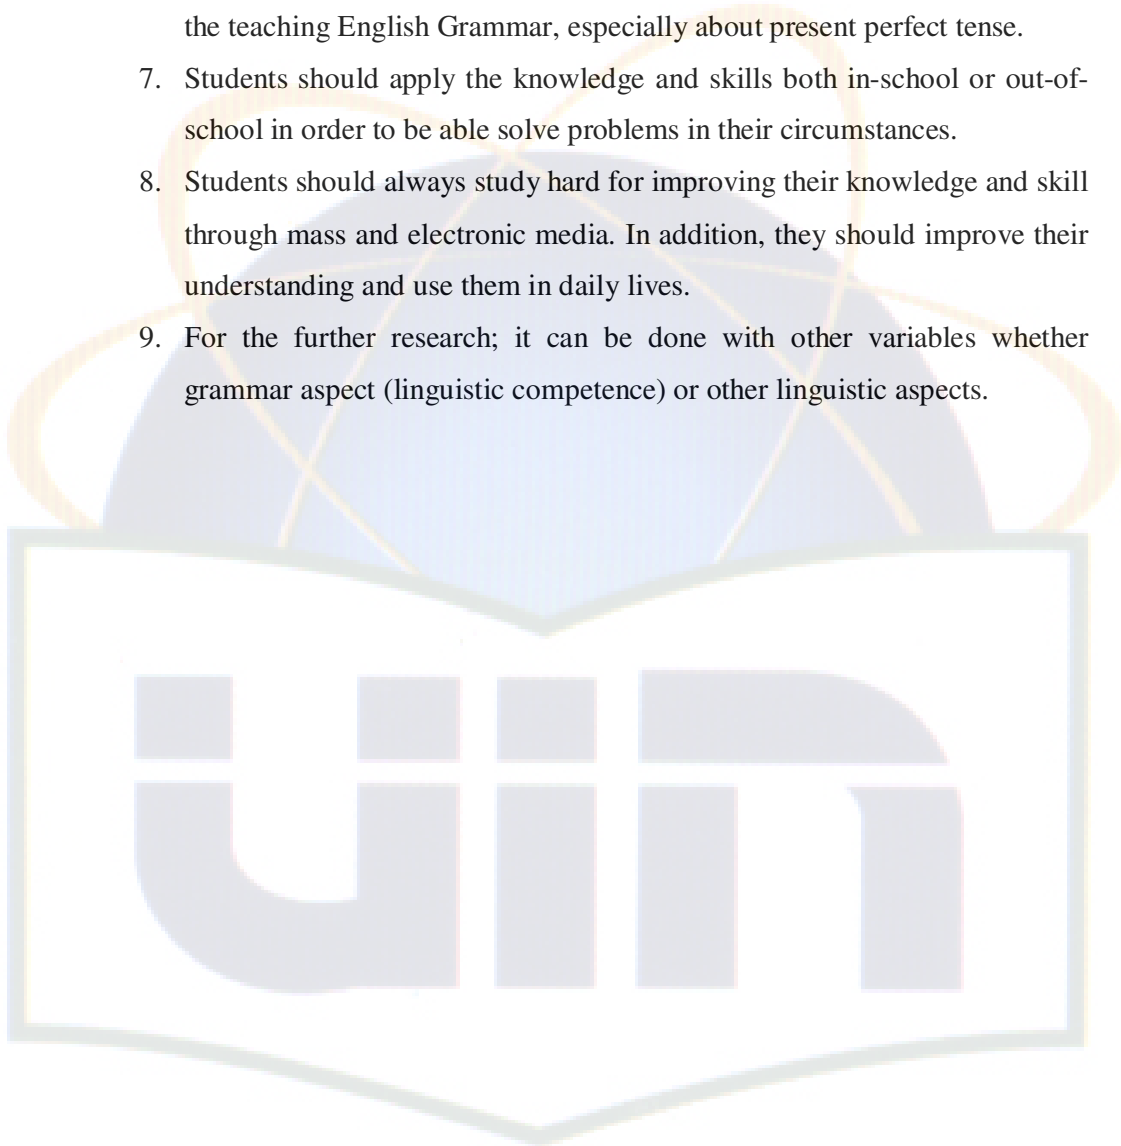 the teaching English Grammar, especially about present perfect tense.
7. Students should apply the knowledge and skills both in-school or out-of-
school in order to be able solve problems in their circumstances.
8. Students should always study hard for improving their knowledge and skill
through mass and electronic media. In addition, they should improve their
understanding and use them in daily lives.
9. For the further research; it can be done with other variables whether
grammar aspect (linguistic competence) or other linguistic aspects.
uin